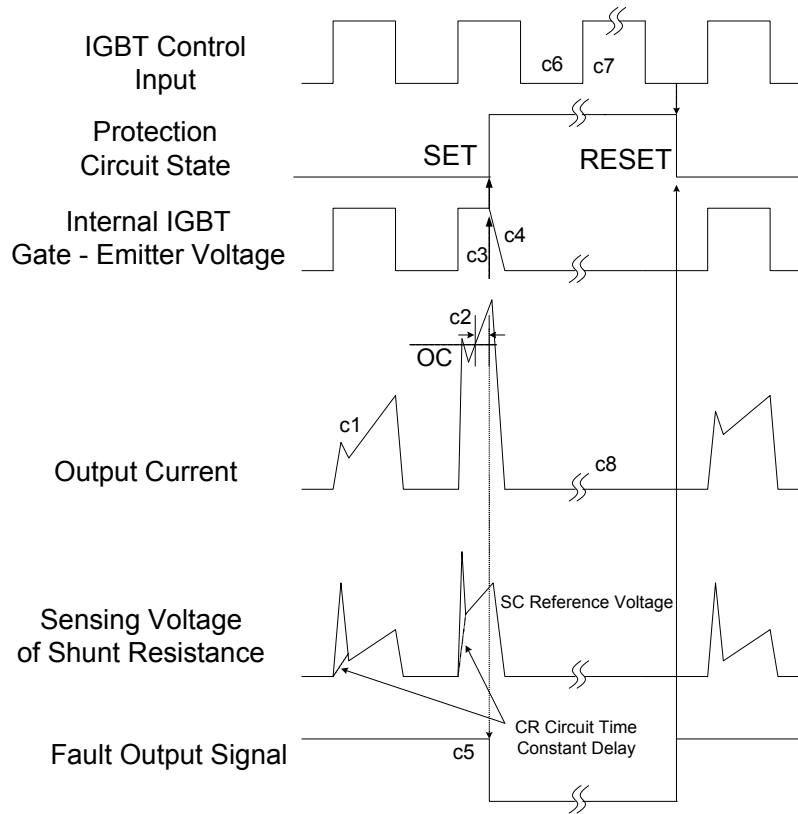 IGBT Control
Input
c6
c7
Protection
Circuit State
SET
RESET
Internal IGBT
Gate - Emitter Voltage
c3
c4
c2
OC
c1
Output Current
c8
SC Reference Voltage
Sensing Voltage
of Shunt Resistance
CR Circuit Time
Constant Delay
Fault Output Signal
c5